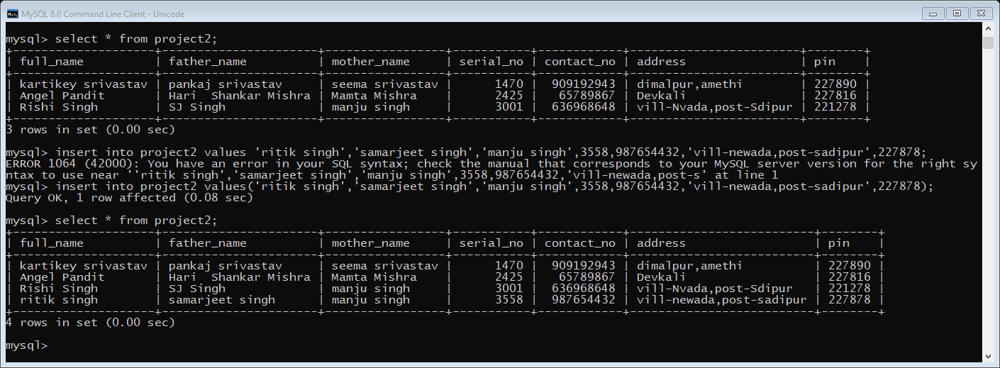 MySQL 8.0 Command Line Client - Unicode
mysql> select * from project2;
+--------------------+----------------------+-----------------+-----------+------------+------------------------+--------+
| full_name          | father_name          | mother_name     | serial_no | contact_no | address                | pin    |
+--------------------+----------------------+-----------------+-----------+------------+------------------------+--------+
| kartikey srivastav | pankaj srivastav     | seema srivastav |      1470 |  909192943 | dimalpur,amethi        | 227890 |
| Angel Pandit       | Hari  Shankar Mishra | Mamta Mishra    |      2425 |   65789867 | Devkali                | 227816 |
| Rishi Singh        | SJ Singh             | manju singh     |      3001 |  636968648 | vill-Nvada,post-Sdipur | 221278 |
+--------------------+----------------------+-----------------+-----------+------------+------------------------+--------+
3 rows in set (0.00 sec)
mysql> insert into project2 values 'ritik singh','samarjeet singh','manju singh',3558,987654432,'vill-newada,post-sadipur',227878;
ERROR 1064 (42000): You have an error in your SQL syntax; check the manual that corresponds to your MySQL server version for the right sy
ntax to use near ''ritik singh','samarjeet singh','manju singh',3558,987654432,'vill-newada,post-s' at line 1
mysql> insert into project2 values('ritik singh','samarjeet singh','manju singh',3558,987654432,'vill-newada,post-sadipur',227878);
Query OK, 1 row affected (0.08 sec)
mysql> select * from project2;
+--------------------+----------------------+-----------------+-----------+------------+--------------------------+--------+
| full_name          | father_name          | mother_name     | serial_no | contact_no | address                  | pin    |
+--------------------+----------------------+-----------------+-----------+------------+--------------------------+--------+
| kartikey srivastav | pankaj srivastav     | seema srivastav |      1470 |  909192943 | dimalpur,amethi          | 227890 |
| Angel Pandit       | Hari  Shankar Mishra | Mamta Mishra    |      2425 |   65789867 | Devkali                  | 227816 |
| Rishi Singh        | SJ Singh             | manju singh     |      3001 |  636968648 | vill-Nvada,post-Sdipur   | 221278 |
| ritik singh        | samarjeet singh      | manju singh     |      3558 |  987654432 | vill-newada,post-sadipur | 227878 |
+--------------------+----------------------+-----------------+-----------+------------+--------------------------+--------+
4 rows in set (0.00 sec)
mysql>